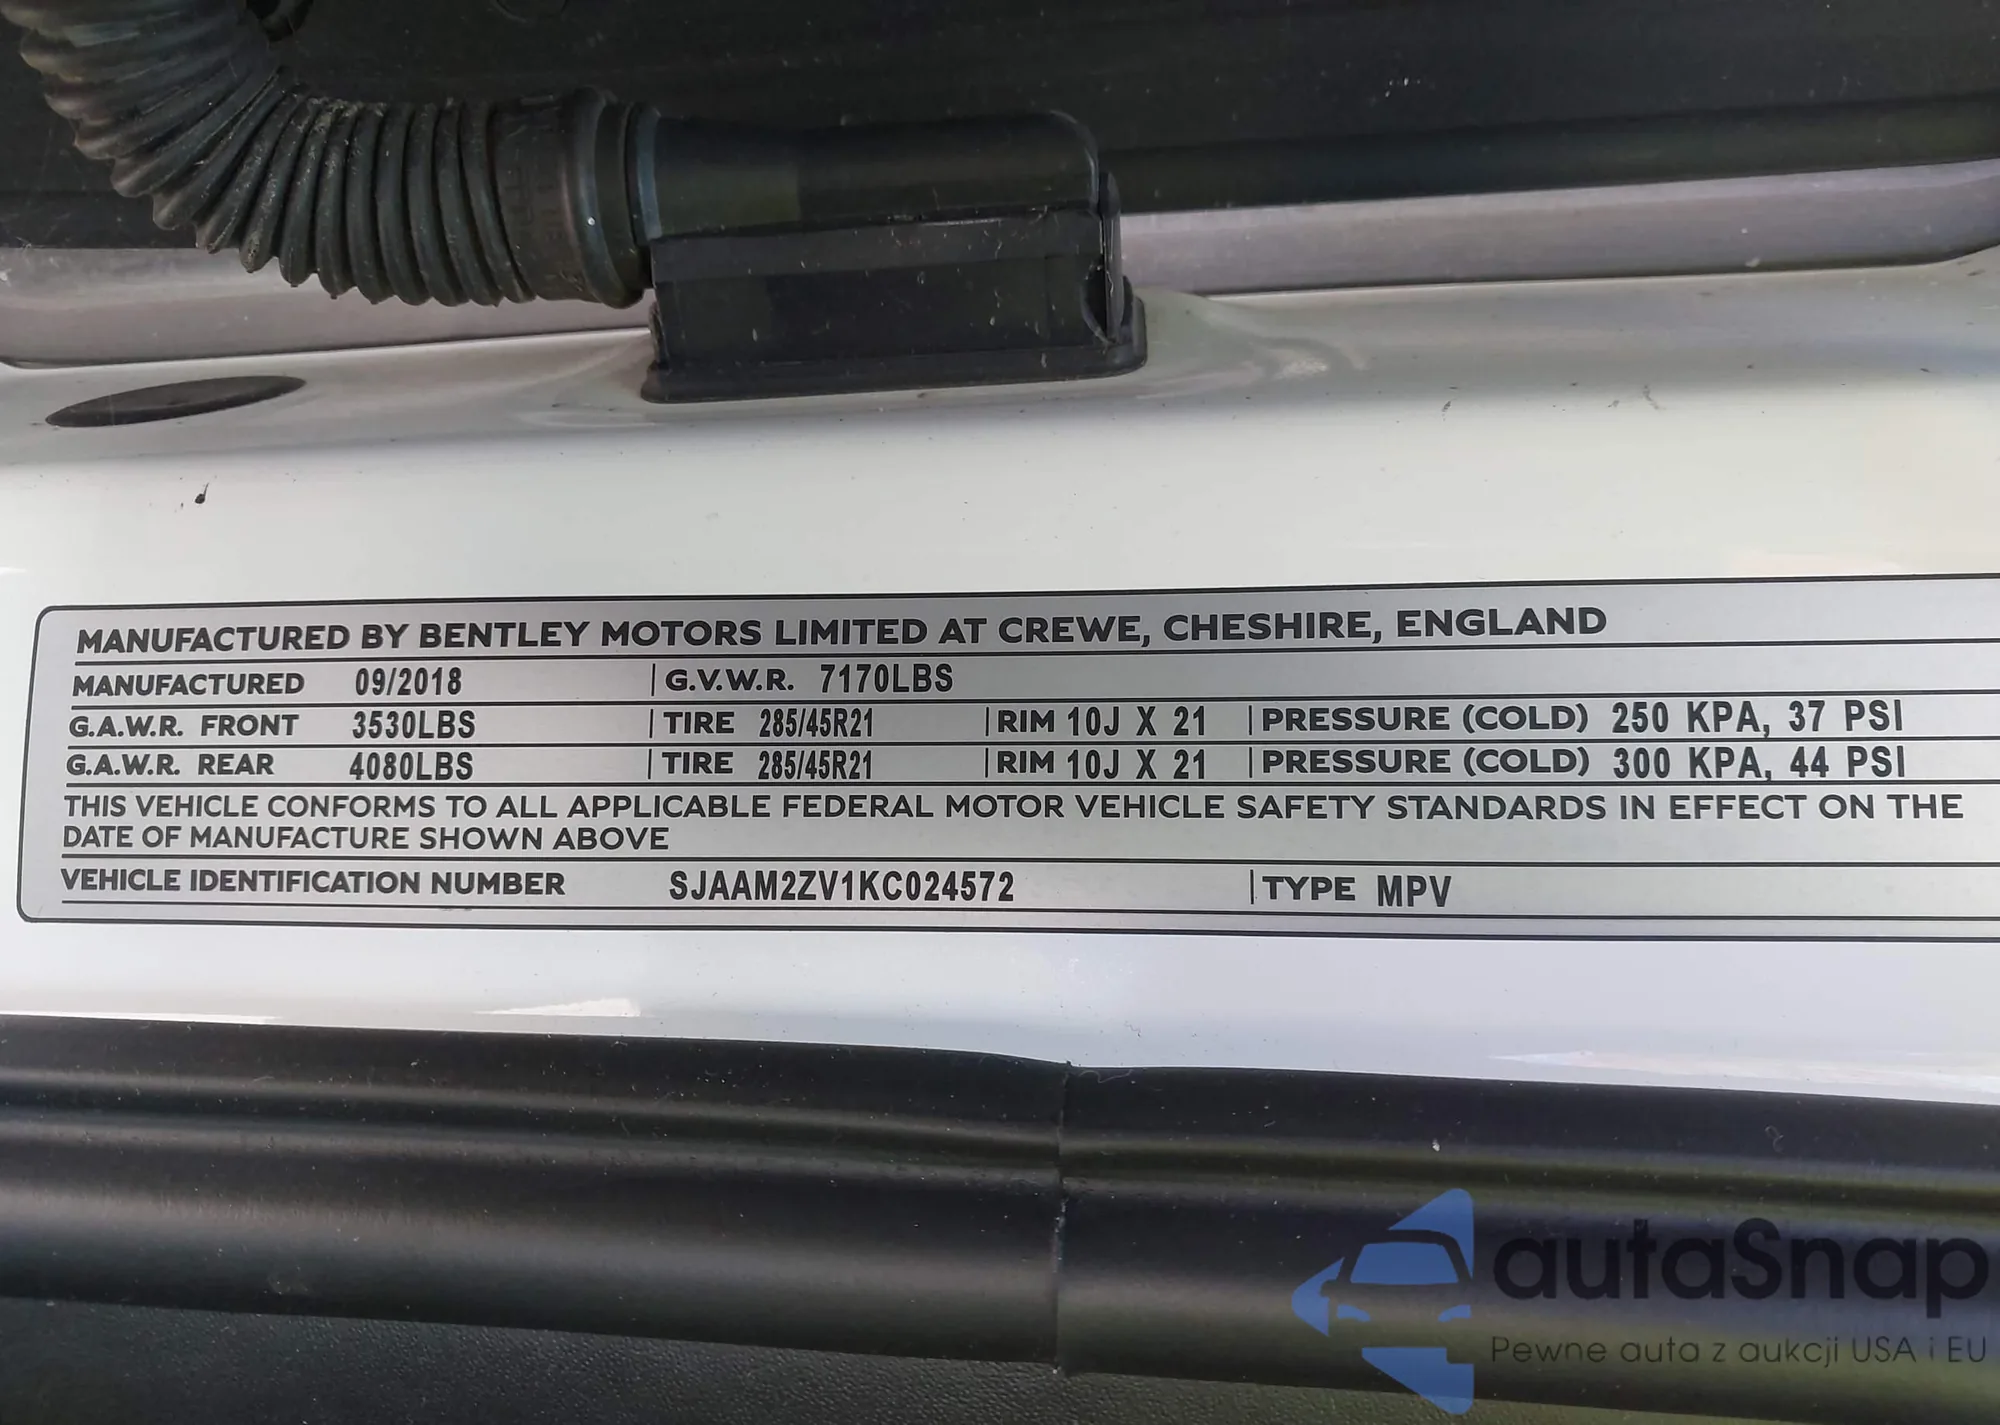 MANUFACTURED BY BENTLEY MOTORS LIMITED AT CREWE, CHESHIRE, ENGLAND
MANUFACTURED 09/2018 G.V.W.R. 7170LBS
G.A.W.R. FRONT 3530LBS TIRE 285/45R21 RIM 10J X 21 PRESSURE (COLD) 250 KPA, 37 PSI
G.A.W.R. REAR 4080LBS TIRE 285/45R21 RIM 10J X 21 PRESSURE (COLD) 300 KPA, 44 PSI
THIS VEHICLE CONFORMS TO ALL APPLICABLE FEDERAL MOTOR VEHICLE SAFETY STANDARDS IN EFFECT ON THE
DATE OF MANUFACTURE SHOWN ABOVE
VEHICLE IDENTIFICATION NUMBER SJAAM2ZV1KC024572 TYPE MPV
autaSnap
Pewne auta z aukcji USA i EU